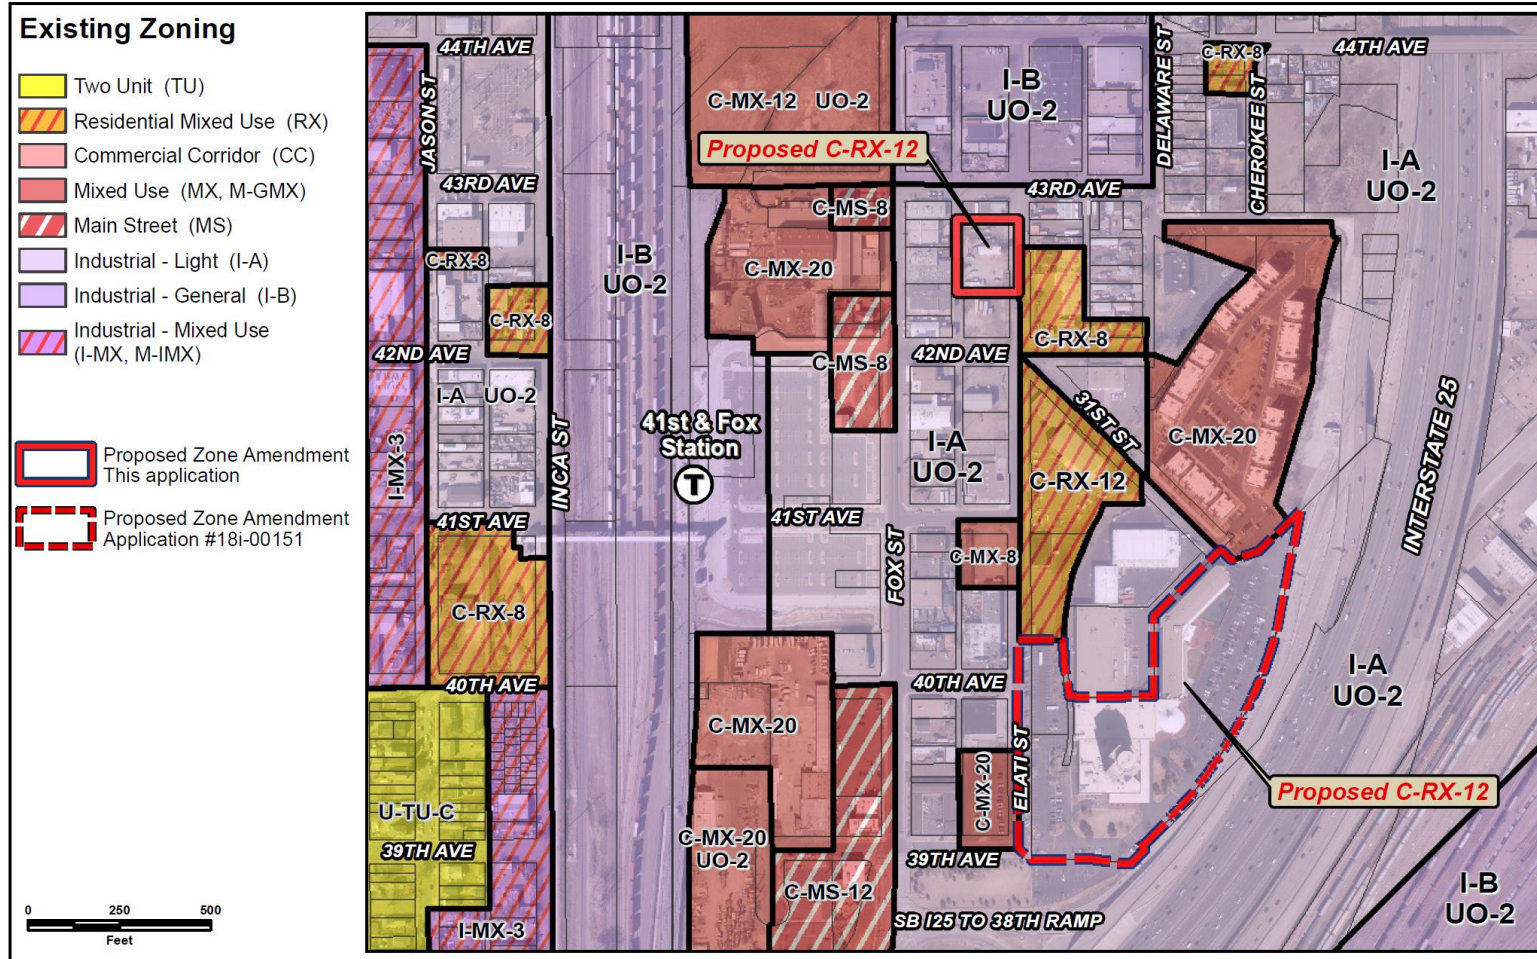 Existing Zoning
Two Unit (TU)
Residential Mixed Use (RX)
Commercial Corridor (CC)
Mixed Use (MX, M-GMX)
Main Street (MS)
Industrial - Light (I-A)
Industrial - General (I-B)
Industrial - Mixed Use
(I-MX, M-IMX)
Proposed Zone Amendment
This application
Proposed Zone Amendment
Application #18i-00151
0 250 500
Feet
44TH AVE
44TH AVE
C-RX-8
JASON ST
DELAWARE ST
CHEROKEE ST
C-MX-12 UO-2
I-B
UO-2
Proposed C-RX-12
I-A
UO-2
43RD AVE
43RD AVE
C-MS-8
C-RX-8
I-B
UO-2
C-MX-20
C-RX-8
C-RX-8
42ND AVE
42ND AVE
C-MS-8
I-A UO-2
31ST ST
INTERSTATE 25
41st & Fox
Station
T
I-A
UO-2
C-MX-20
I-MX-3
INCA ST
C-RX-12
41ST AVE
41ST AVE
FOX ST
C-MX-8
C-RX-8
I-A
UO-2
40TH AVE
40TH AVE
C-MX-20
ELATI ST
C-MX-20
Proposed C-RX-12
U-TU-C
C-MX-20
UO-2
39TH AVE
39TH AVE
C-MS-12
I-B
UO-2
I-MX-3
SB I25 TO 38TH RAMP